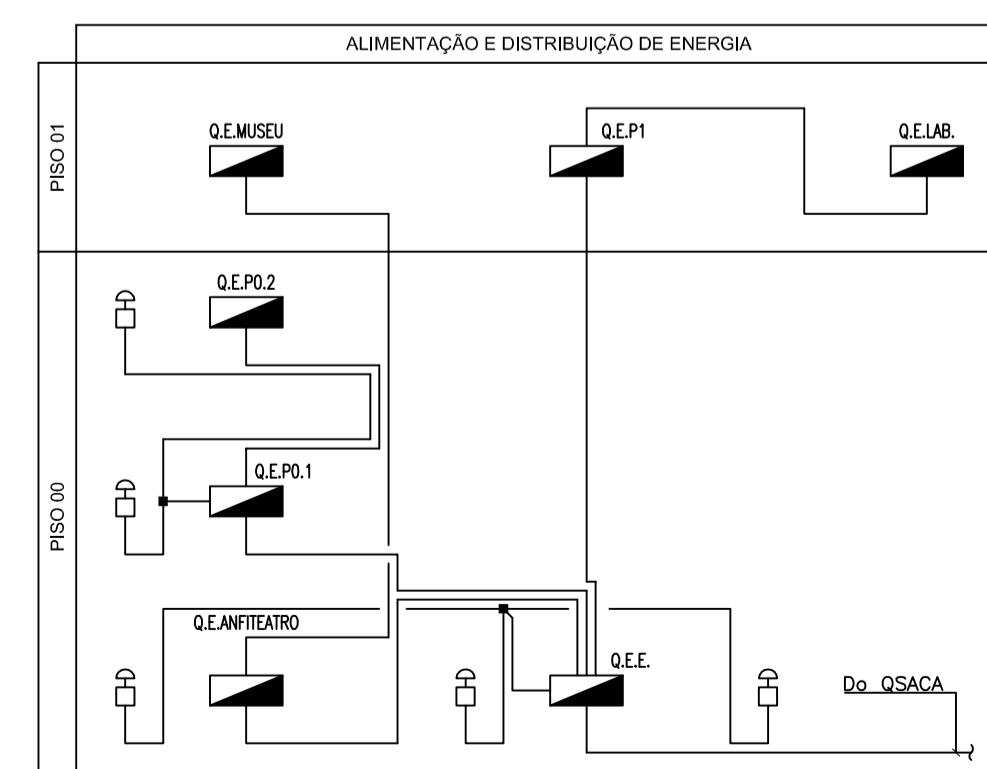 ALIMENTAÇÃO E DISTRIBUIÇÃO DE ENERGIA
PISO 01
Q.E.MUSEU
Q.E.P1
Q.E.LAB.
PISO 00
Q.E.P0.2
Q.E.P0.1
Q.E.ANFITEATRO
Q.E.E.
Do QSACA